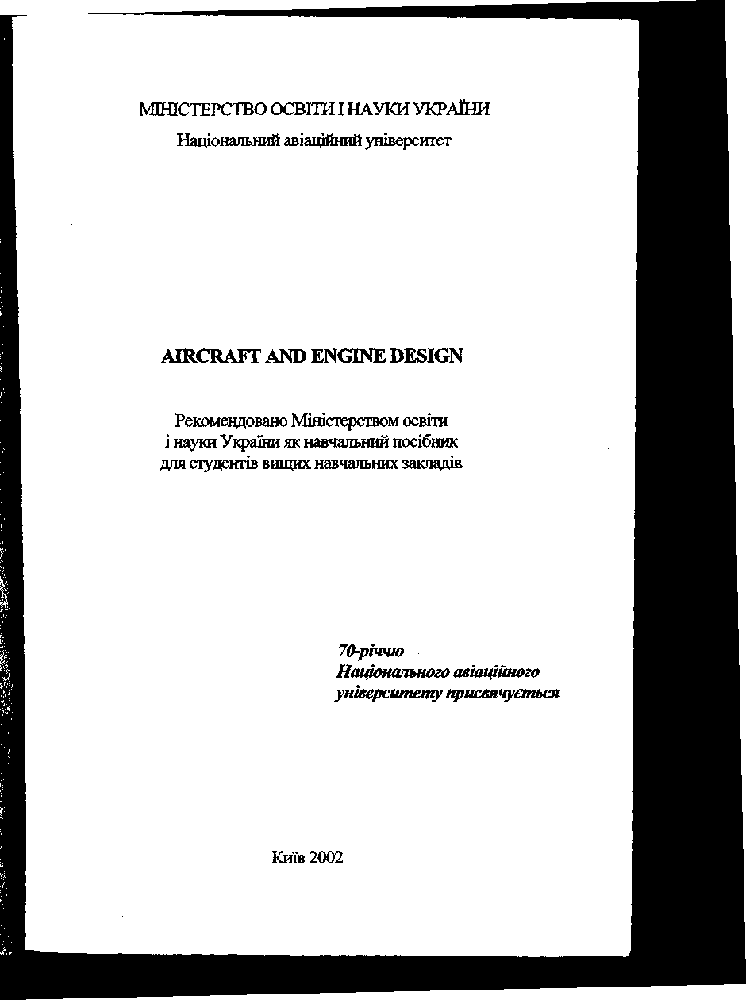 МІНІСТЕРСТВО ОСВІТИ І НАУКИ УКРАЇНИ
Національний авіаційний університет
AIRCRAFT AND ENGINE DESIGN
Рекомендовано Міністерством освіти
і науки України як навчальний посібник
для студентів вищих навчальних закладів
70-річчю
Національного авіаційного
університету присвячується
Київ 2002